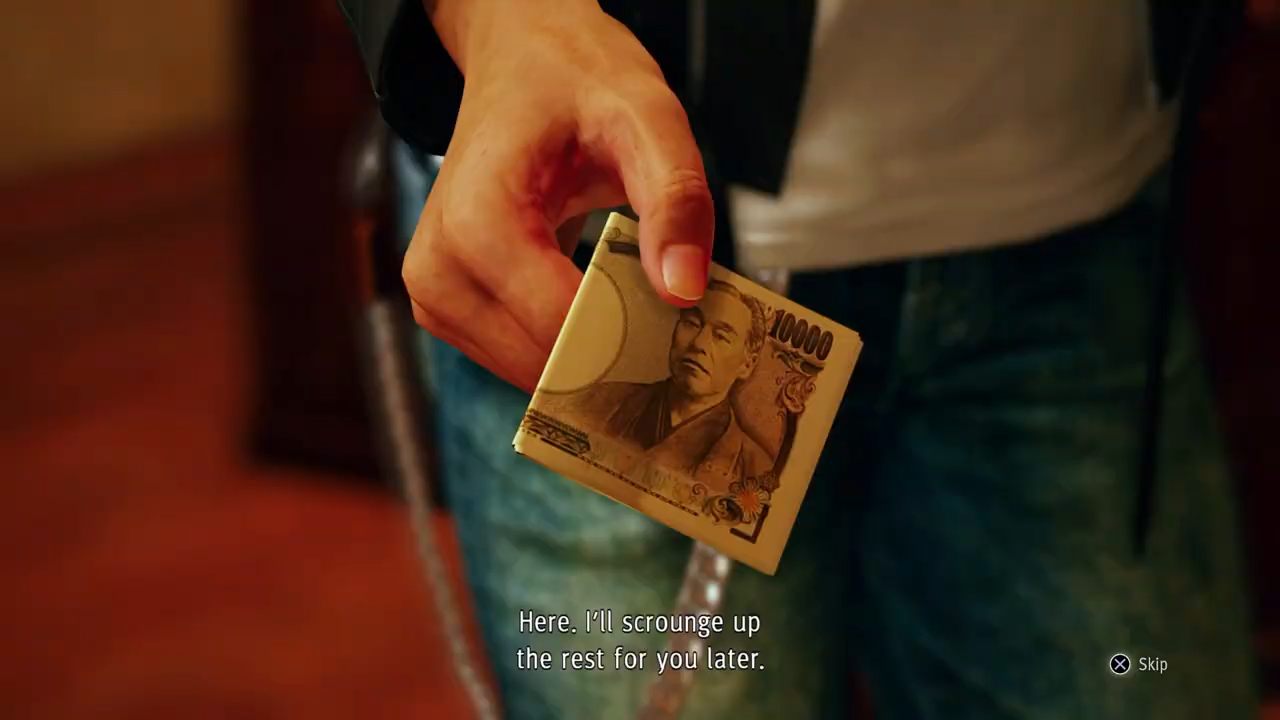 10000
Here. I'll scrounge up
the rest for you later.
Skip